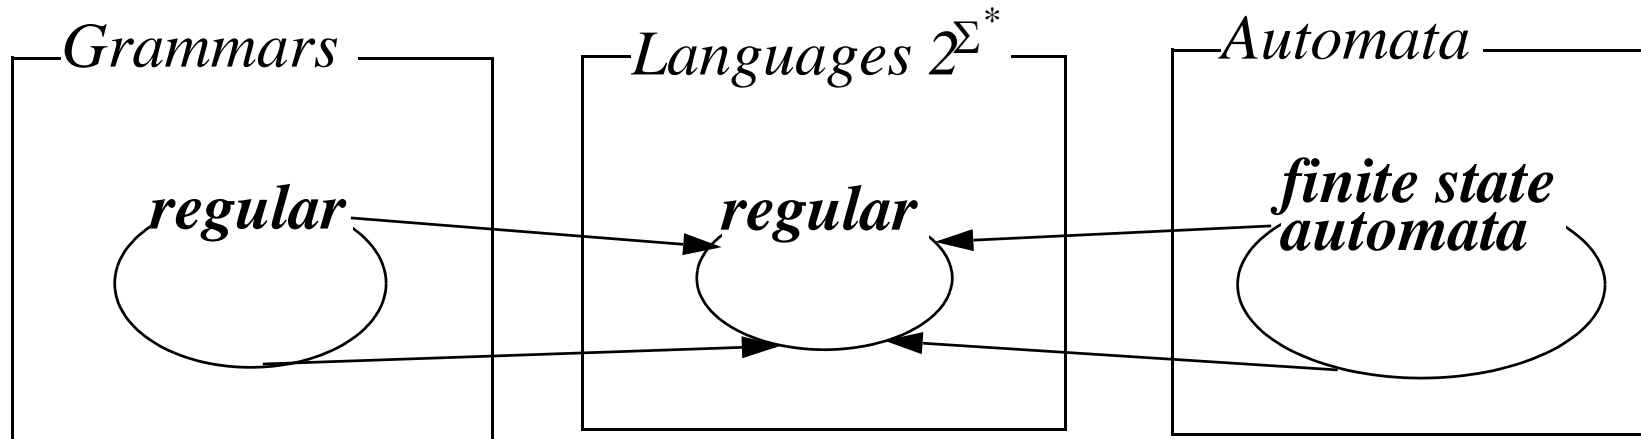 Grammars
Languages 2^Σ^*
Automata
regular
regular
finite state
automata